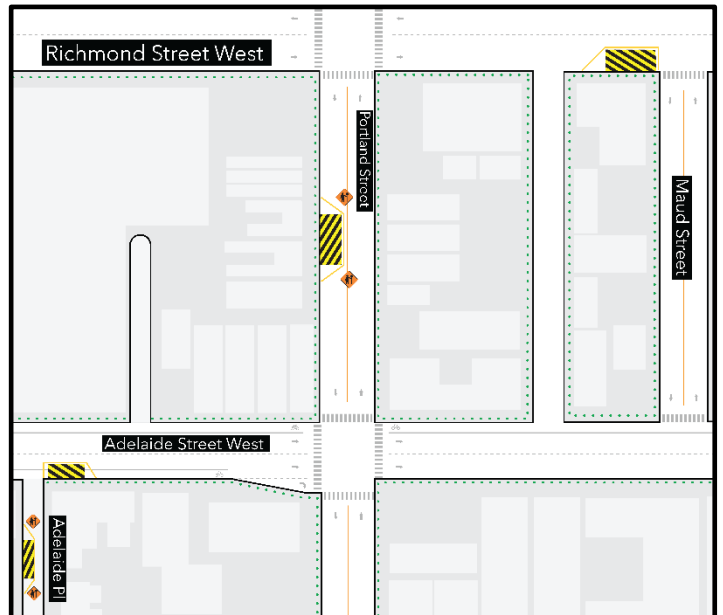 Richmond Street West
Portland Street
Maud Street
Adelaide Street West
Adelaide Pl